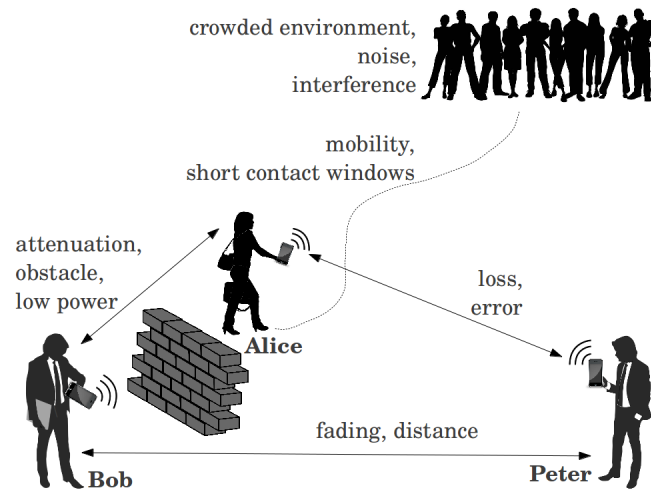 crowded environment,
noise,
interference
mobility,
short contact windows
attenuation,
obstacle,
low power
loss,
error
Alice
fading, distance
Bob
Peter